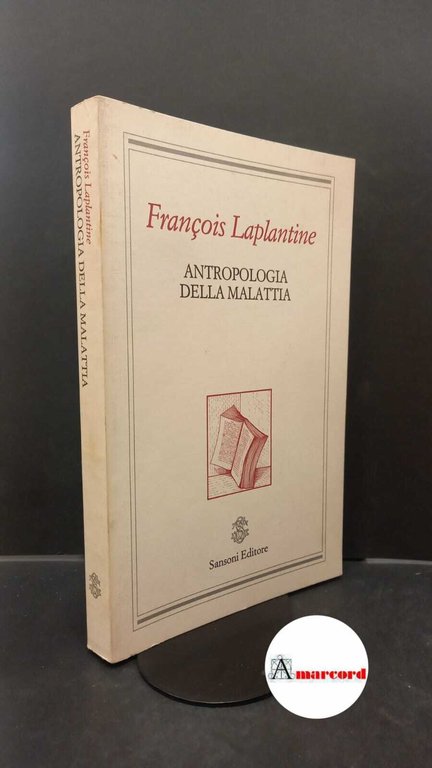 François Laplantine
ANTROPOLOGIA DELLA MALATTIA
François Laplantine
ANTROPOLOGIA
DELLA MALATTIA
Sansoni Editore
Amarcord